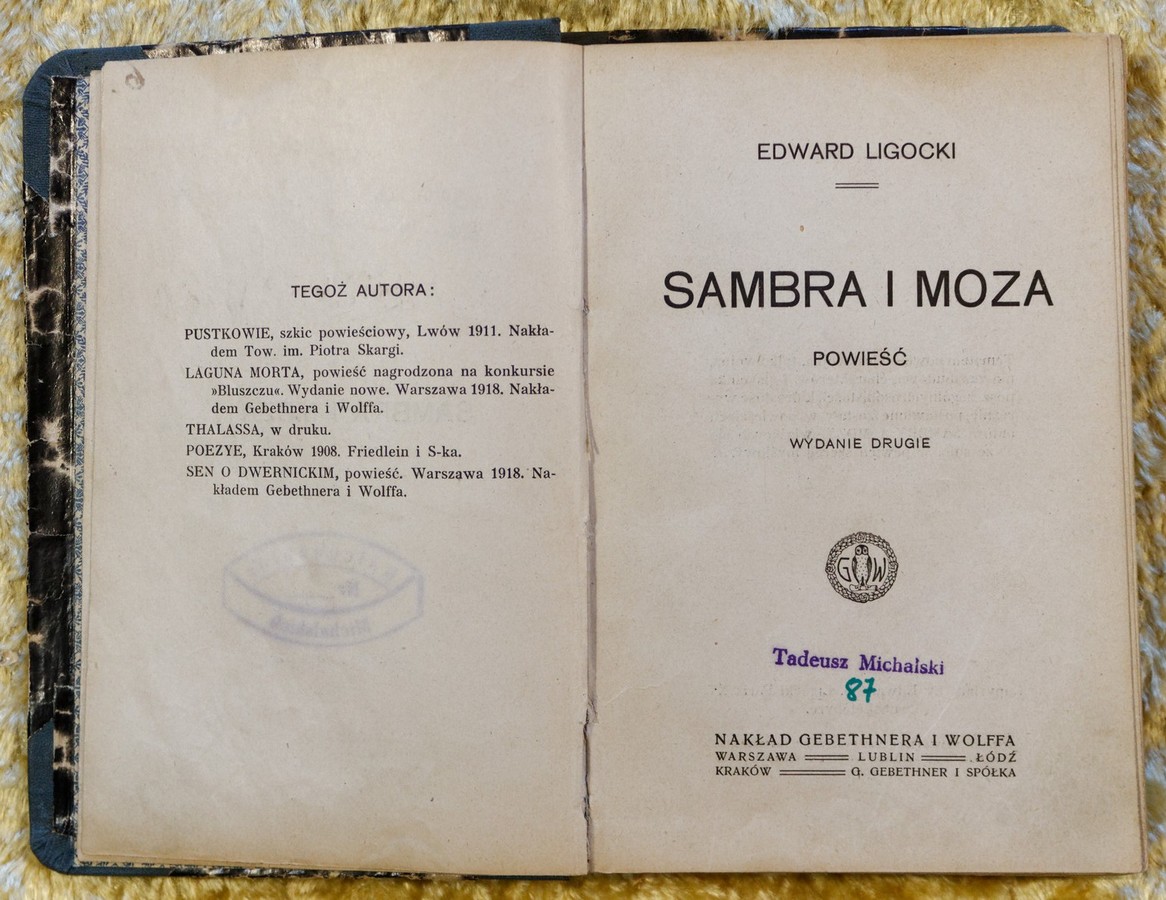 TEGOŻ AUTORA:
PUSTKOWIE, szkic powieściowy, Lwów 1911. Nakła-
dem Tow. im. Piotra Skargi.
LAGUNA MORTA, powieść nagrodzona na konkursie
»Bluszczu«. Wydanie nowe. Warszawa 1918. Nakła-
dem Gebethnera i Wolffa.
THALASSA, w druku.
POEZYE, Kraków 1908. Friedlein i S-ka.
SEN O DWERNICKIM, powieść. Warszawa 1918. Na-
kładem Gebethnera i Wolffa.
EDWARD LIGOCKI
SAMBRA I MOZA
POWIEŚĆ
WYDANIE DRUGIE
G W
Tadeusz Michalski
87
NAKŁAD GEBETHNERA I WOLFFA
WARSZAWA LUBLIN ŁÓDŹ
KRAKÓW G. GEBETHNER I SPÓŁKA